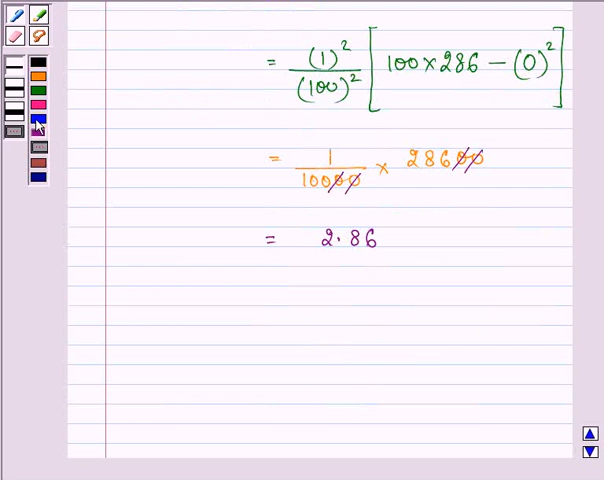 = (1)² / (100)² [ 100 × 286 − (0)² ]
= 1 / 10000 × 28600
= 2.86